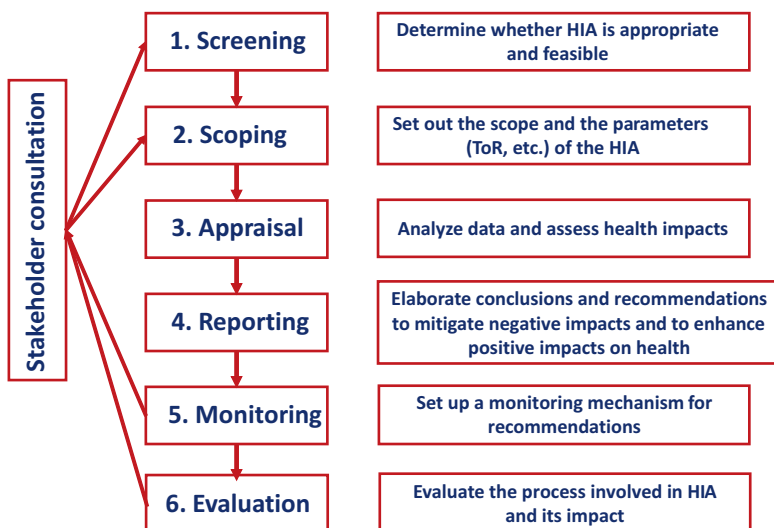 Stakeholder consultation
1. Screening
Determine whether HIA is appropriate
and feasible
2. Scoping
Set out the scope and the parameters
(ToR, etc.) of the HIA
3. Appraisal
Analyze data and assess health impacts
4. Reporting
Elaborate conclusions and recommendations
to mitigate negative impacts and to enhance
positive impacts on health
5. Monitoring
Set up a monitoring mechanism for
recommendations
6. Evaluation
Evaluate the process involved in HIA
and its impact